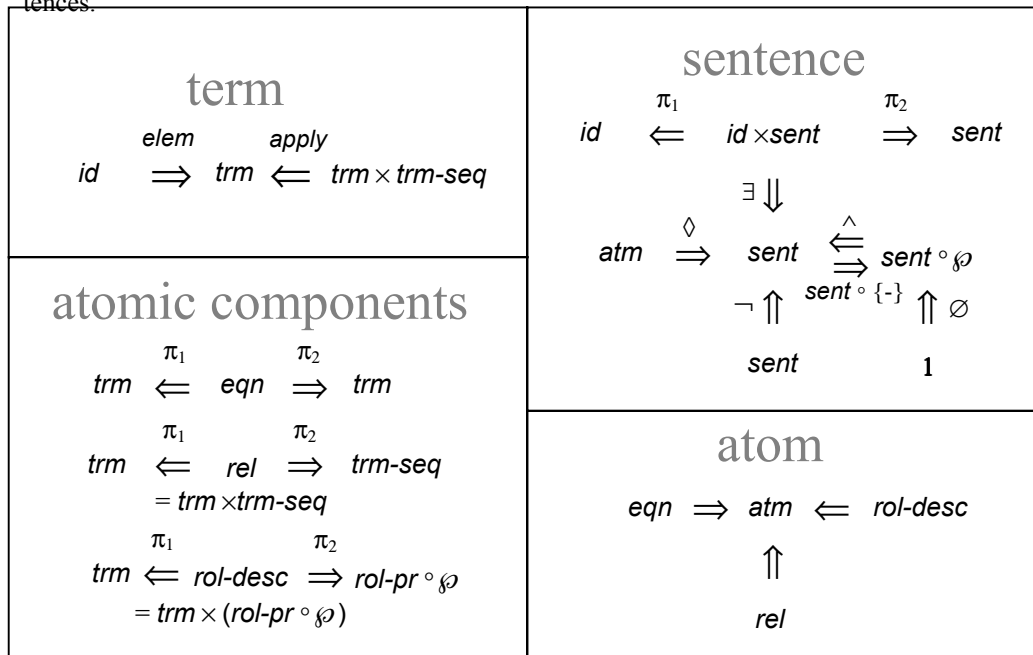 tences.
term
elem apply
id ⇒ trm ⇐ trm × trm-seq
atomic components
π1 π2
trm ⇐ eqn ⇒ trm
π1 π2
trm ⇐ rel ⇒ trm-seq
= trm ×trm-seq
π1 π2
trm ⇐ rol-desc ⇒ rol-pr ∘ ℘
= trm × (rol-pr ∘ ℘)
sentence
π1 π2
id ⇐ id ×sent ⇒ sent
∃ ⇓
◊ ^
atm ⇒ sent ⇐ ⇒ sent ∘ ℘
¬ ⇑ sent ∘ {-} ⇑ ∅
sent 1
atom
eqn ⇒ atm ⇐ rol-desc
⇑
rel